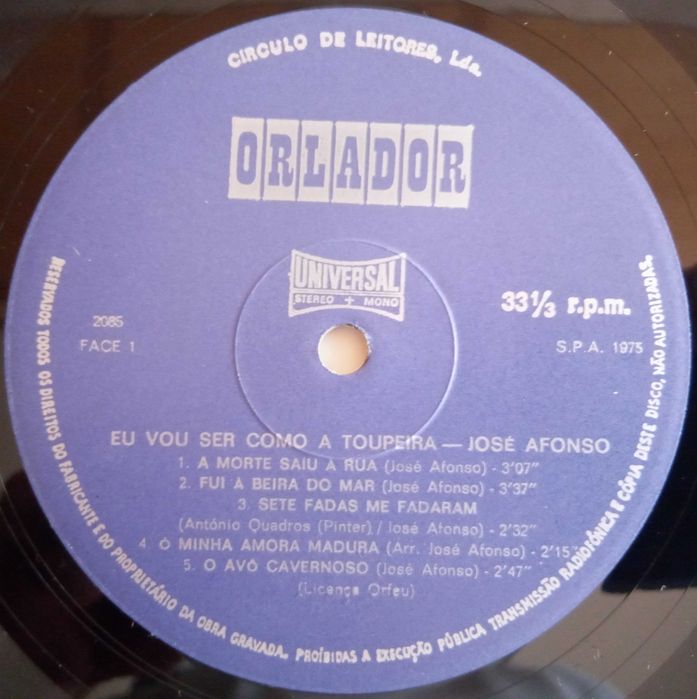 CIRCULO DE LEITORES, Lda.
ORLADOR
UNIVERSAL
STEREO + MONO
33 1/3 r.p.m.
2085
FACE 1
S.P.A. 1975
EU VOU SER COMO A TOUPEIRA — JOSÉ AFONSO
1. A MORTE SAIU À RUA (José Afonso) - 3'07"
2. FUI À BEIRA DO MAR (José Afonso) - 3'37"
3. SETE FADAS ME FADARAM
(António Quadros (Pinter) / José Afonso) - 2'32"
4. Ó MINHA AMORA MADURA (Arr. José Afonso) - 2'15"
5. O AVÔ CAVERNOSO (José Afonso) - 2'47"
(Licença Orfeu)
RESERVADOS TODOS OS DIREITOS DO FABRICANTE E DO PROPRIETÁRIO DA OBRA GRAVADA. PROÍBIDAS A EXECUÇÃO PÚBLICA TRANSMISSÃO RADIOFÓNICA E CÓPIA DESTE DISCO, NÃO AUTORIZADAS.